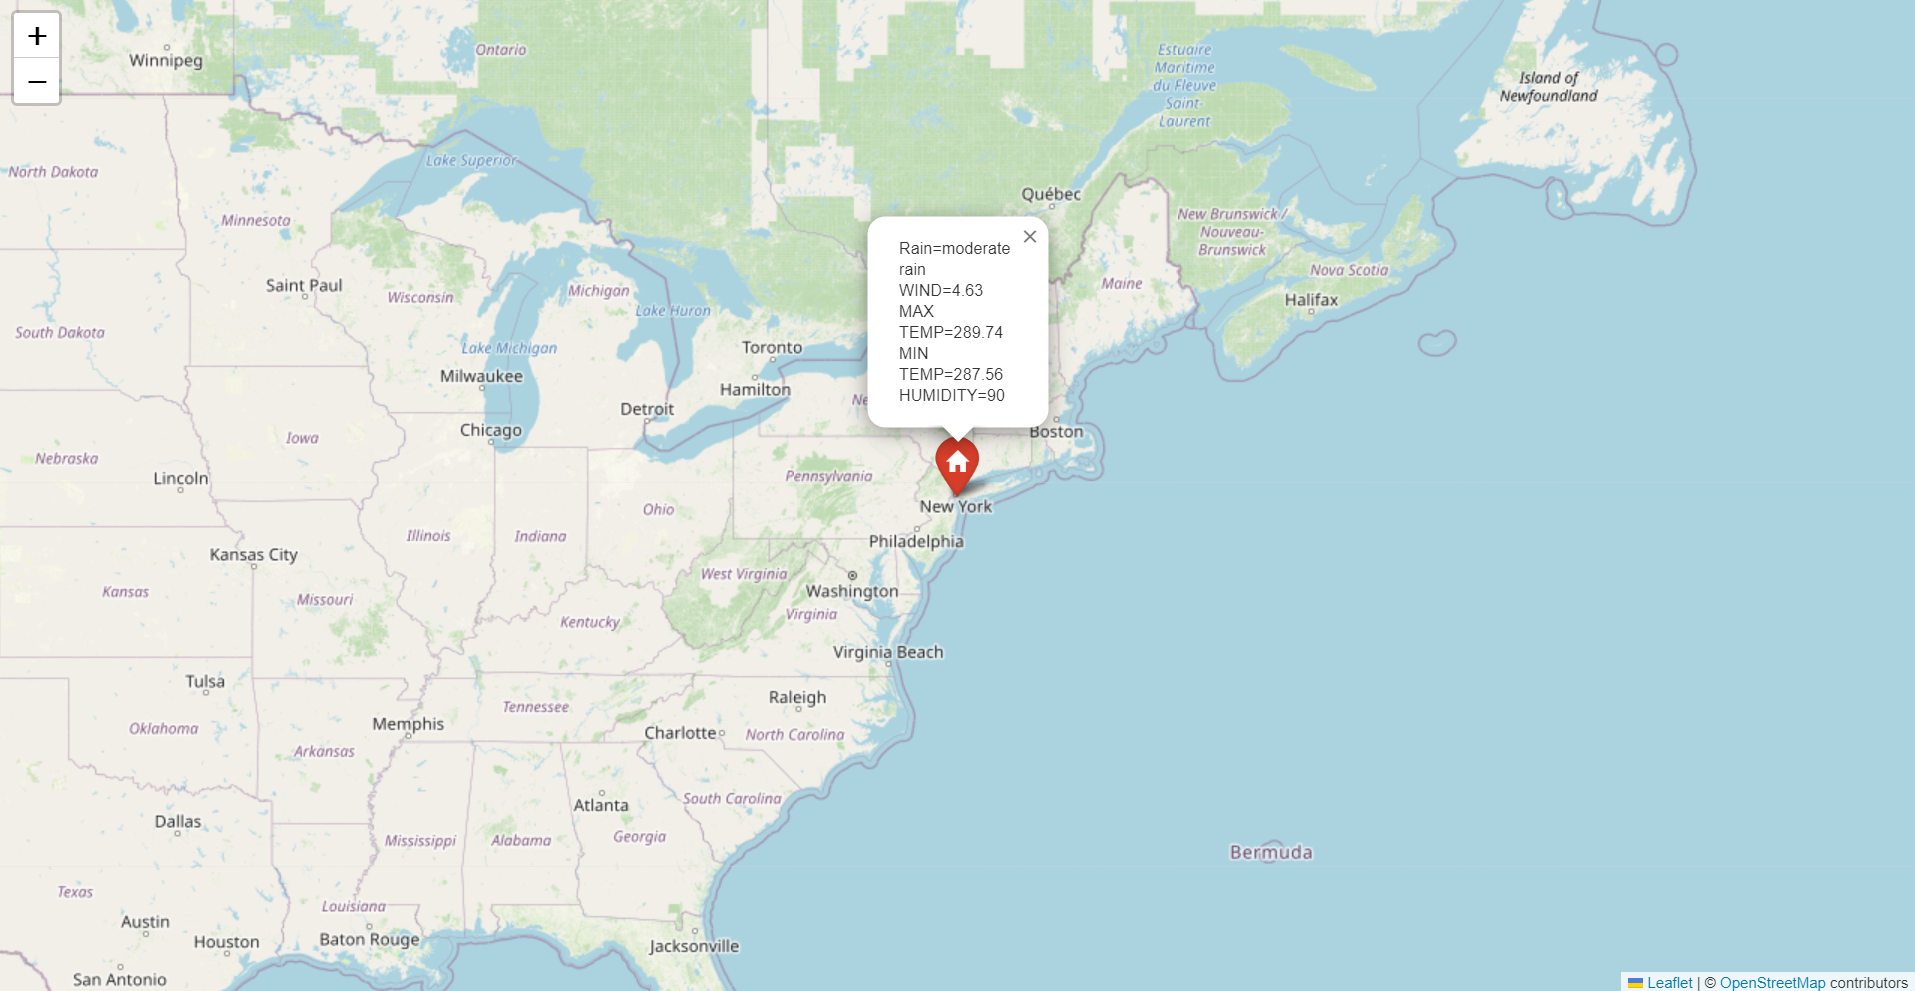 +
−
Winnipeg
Ontario
Estuaire
Maritime
du Fleuve
Saint-
Laurent
Island of
Newfoundland
North Dakota
Lake Superior
Minnesota
Québec
New Brunswick /
Nouveau-
Brunswick
Rain=moderate
rain
WIND=4.63
MAX
TEMP=289.74
MIN
TEMP=287.56
HUMIDITY=90
×
Saint Paul
Wisconsin
Michigan
Lake Huron
Maine
Nova Scotia
Halifax
South Dakota
Lake Michigan
Toronto
Milwaukee
Hamilton
Ne
Detroit
Chicago
Boston
Iowa
Nebraska
Lincoln
Pennsylvania
New York
Ohio
Illinois
Indiana
Philadelphia
Kansas City
West Virginia
Washington
Kansas
Missouri
Kentucky
Virginia
Virginia Beach
Tulsa
Raleigh
Tennessee
Oklahoma
Memphis
Charlotte
North Carolina
Arkansas
Atlanta
South Carolina
Dallas
Mississippi
Alabama
Georgia
Bermuda
Texas
Louisiana
Austin
Houston
Baton Rouge
Jacksonville
San Antonio
Leaflet | © OpenStreetMap contributors